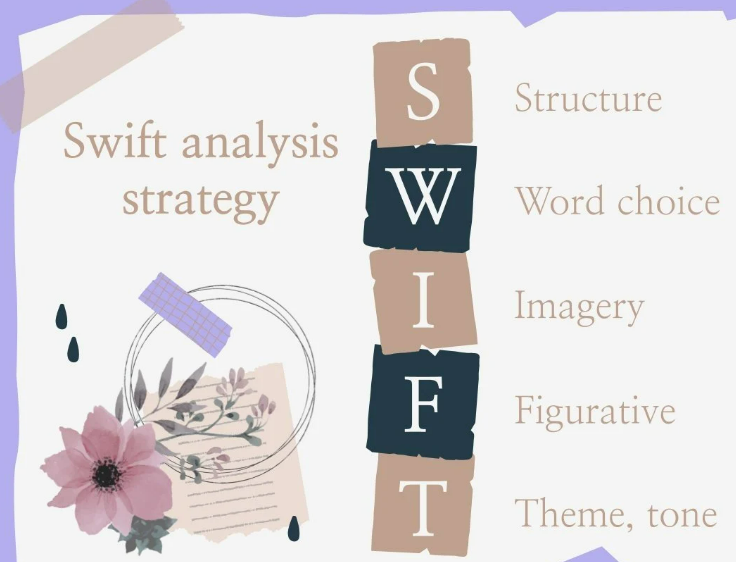 Swift analysis
strategy
S Structure
W Word choice
I Imagery
F Figurative
T Theme, tone